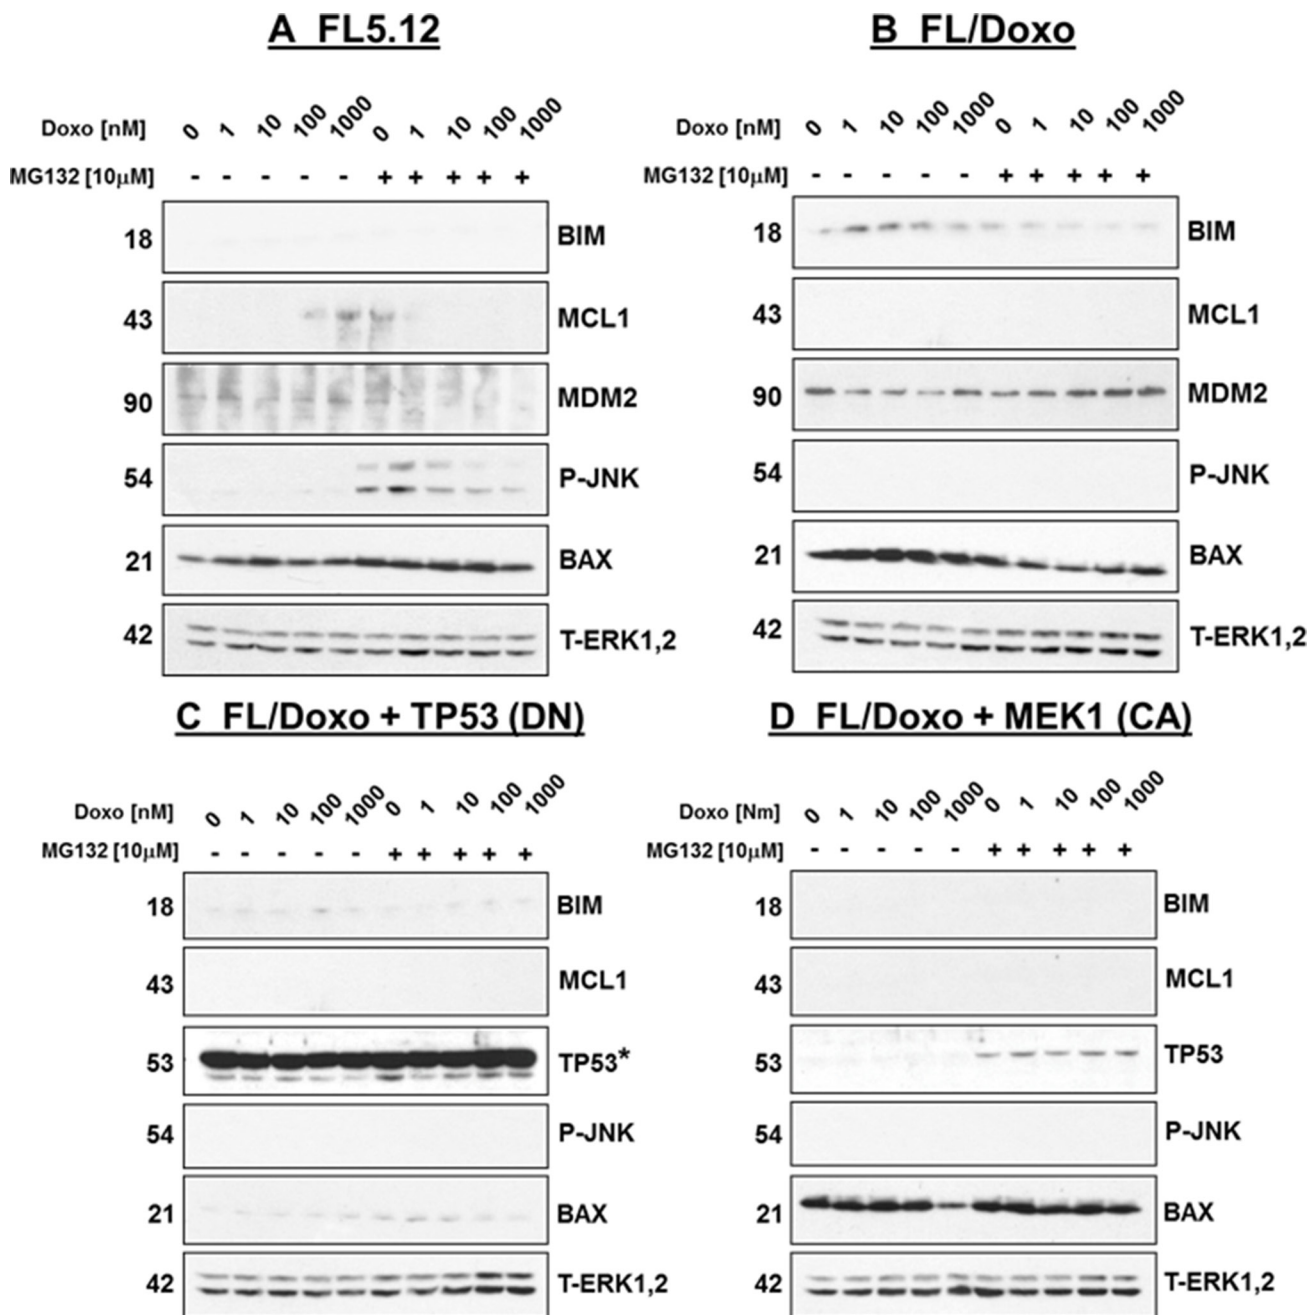 A FL5.12
Doxo [nM] 0 1 10 100 1000 0 1 10 100 1000
MG132 [10µM] - - - - - + + + + +
18 BIM
43 MCL1
90 MDM2
54 P-JNK
21 BAX
42 T-ERK1,2
B FL/Doxo
Doxo [nM] 0 1 10 100 1000 0 1 10 100 1000
MG132 [10µM] - - - - - + + + + +
18 BIM
43 MCL1
90 MDM2
54 P-JNK
21 BAX
42 T-ERK1,2
C FL/Doxo + TP53 (DN)
Doxo [nM] 0 1 10 100 1000 0 1 10 100 1000
MG132 [10µM] - - - - - + + + + +
18 BIM
43 MCL1
53 TP53*
54 P-JNK
21 BAX
42 T-ERK1,2
D FL/Doxo + MEK1 (CA)
Doxo [Nm] 0 1 10 100 1000 0 1 10 100 1000
MG132 [10µM] - - - - - + + + + +
18 BIM
43 MCL1
53 TP53
54 P-JNK
21 BAX
42 T-ERK1,2